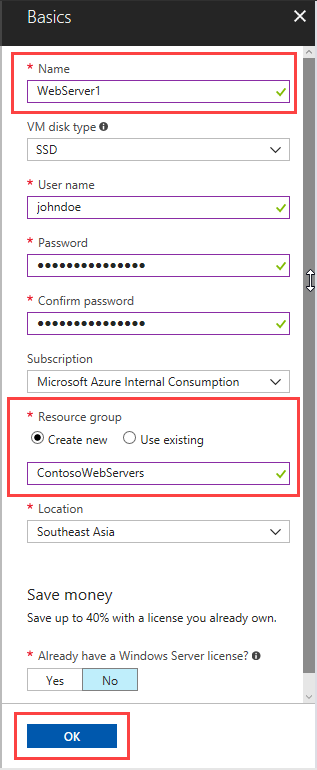 Basics
* Name
WebServer1
VM disk type
SSD
* User name
johndoe
* Password
●●●●●●●●●●●●●●●
* Confirm password
●●●●●●●●●●●●●●●
Subscription
Microsoft Azure Internal Consumption
* Resource group
Create new Use existing
ContosoWebServers
* Location
Southeast Asia
Save money
Save up to 40% with a license you already own.
* Already have a Windows Server license?
Yes No
OK